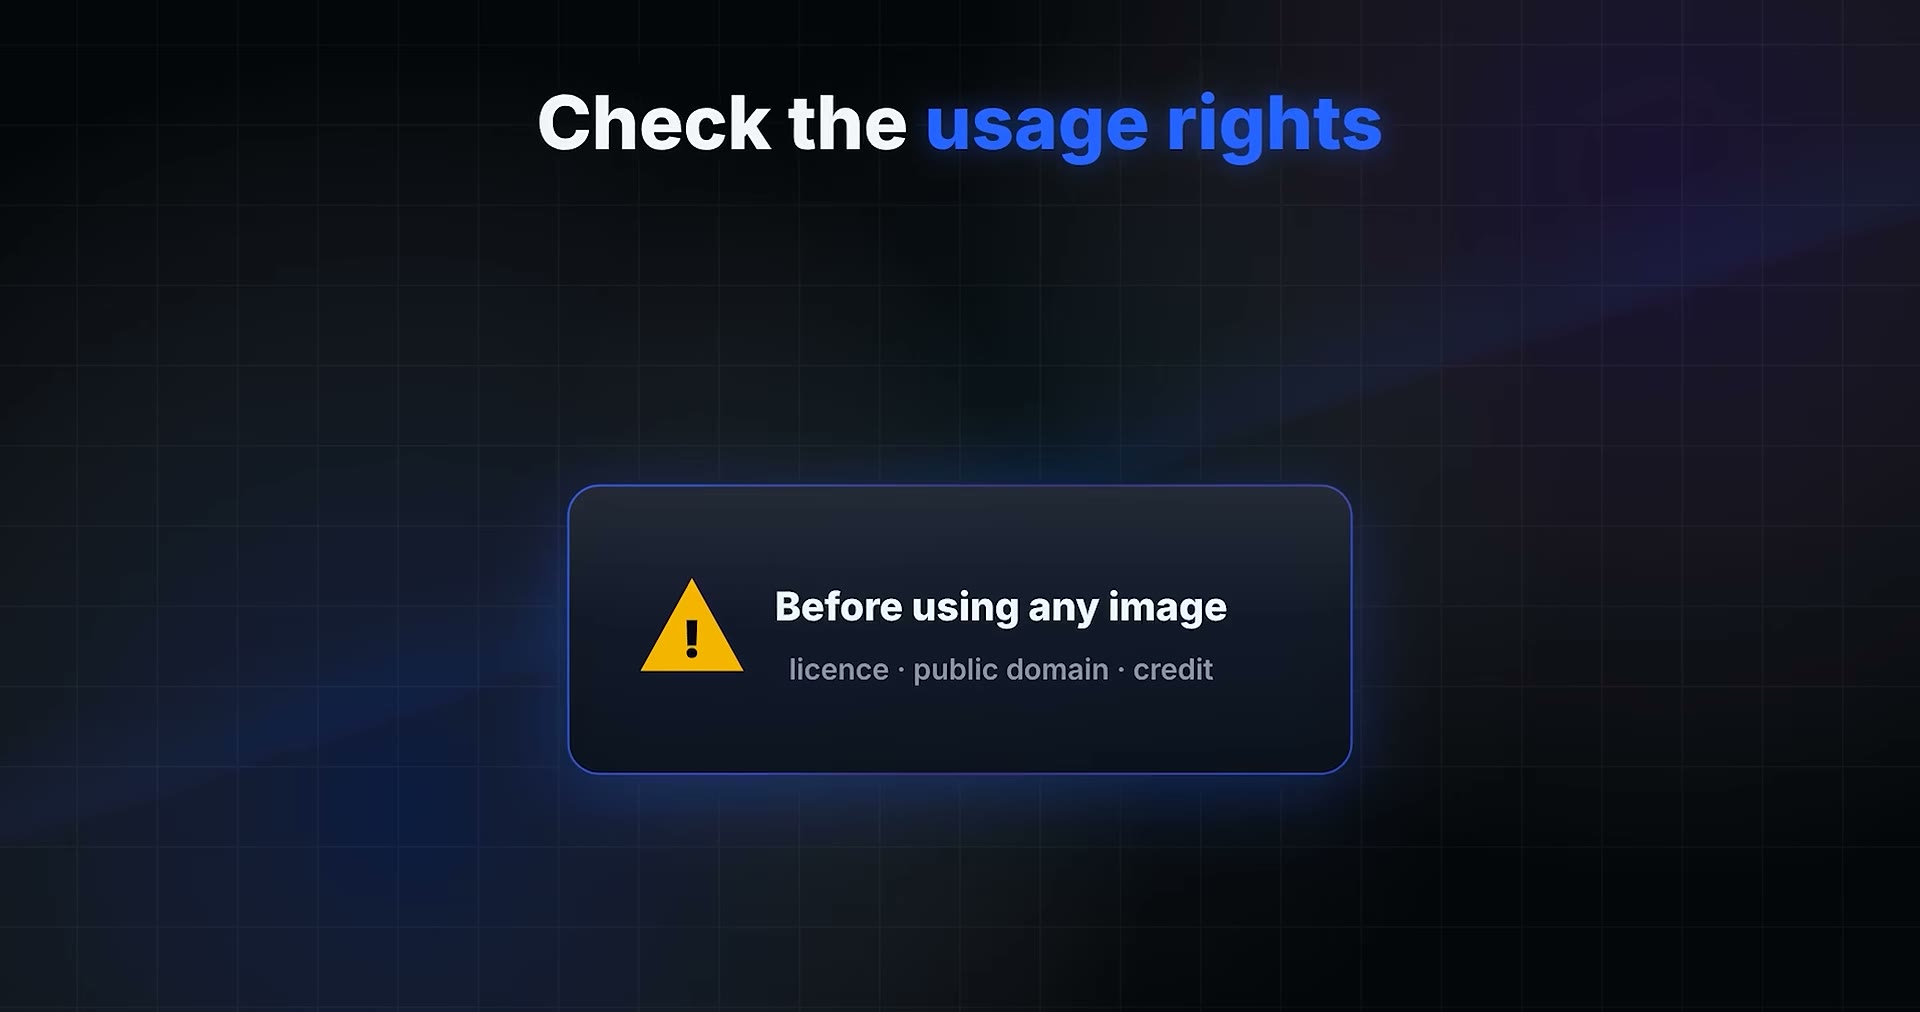 Check the usage rights
!
Before using any image
licence · public domain · credit